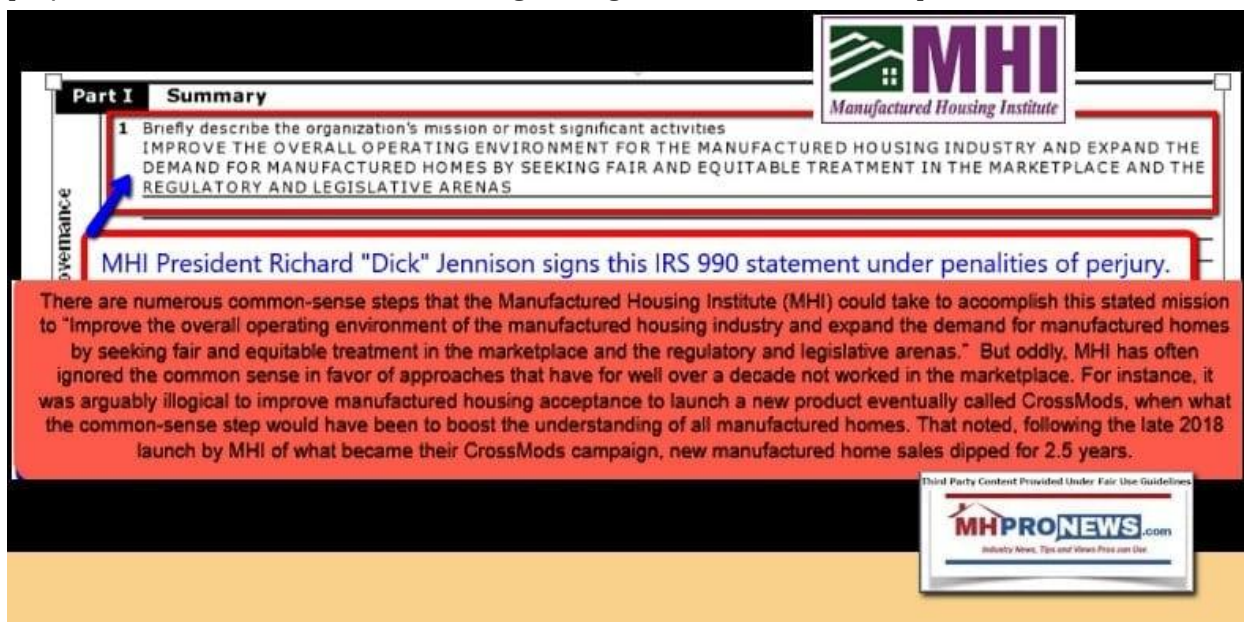 MHI
Manufactured Housing Institute
Part I Summary
1 Briefly describe the organization's mission or most significant activities
IMPROVE THE OVERALL OPERATING ENVIRONMENT FOR THE MANUFACTURED HOUSING INDUSTRY AND EXPAND THE
DEMAND FOR MANUFACTURED HOMES BY SEEKING FAIR AND EQUITABLE TREATMENT IN THE MARKETPLACE AND THE
REGULATORY AND LEGISLATIVE ARENAS
MHI President Richard "Dick" Jennison signs this IRS 990 statement under penalities of perjury.
There are numerous common-sense steps that the Manufactured Housing Institute (MHI) could take to accomplish this stated mission
to “Improve the overall operating environment of the manufactured housing industry and expand the demand for manufactured homes
by seeking fair and equitable treatment in the marketplace and the regulatory and legislative arenas.” But oddly, MHI has often
ignored the common sense in favor of approaches that have for well over a decade not worked in the marketplace. For instance, it
was arguably illogical to improve manufactured housing acceptance to launch a new product eventually called CrossMods, when what
the common-sense step would have been to boost the understanding of all manufactured homes. That noted, following the late 2018
launch by MHI of what became their CrossMods campaign, new manufactured home sales dipped for 2.5 years.
Third Party Content Provided Under Fair Use Guidelines
MHPRONEWS.com
Industry News, Tips and Views Pros can Use